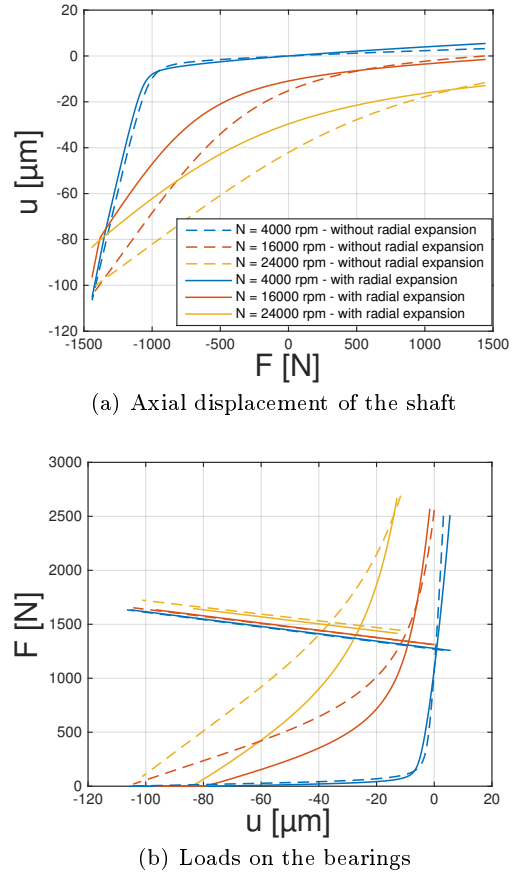 20
0
-20
-40
-60
-80
-100
-120
u [µm]
N = 4000 rpm - without radial expansion
N = 16000 rpm - without radial expansion
N = 24000 rpm - without radial expansion
N = 4000 rpm - with radial expansion
N = 16000 rpm - with radial expansion
N = 24000 rpm - with radial expansion
-1500 -1000 -500 0 500 1000 1500
F [N]
(a) Axial displacement of the shaft
3000
2500
2000
1500
1000
500
0
F [N]
-120 -100 -80 -60 -40 -20 0 20
u [µm]
(b) Loads on the bearings